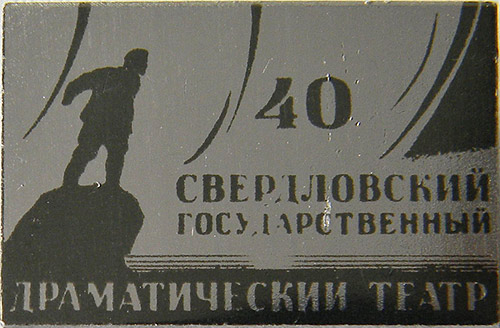 40
СВЕРДЛОВСКИЙ
ГОСУДАРСТВЕННЫЙ
ДРАМАТИЧЕСКИЙ ТЕАТР